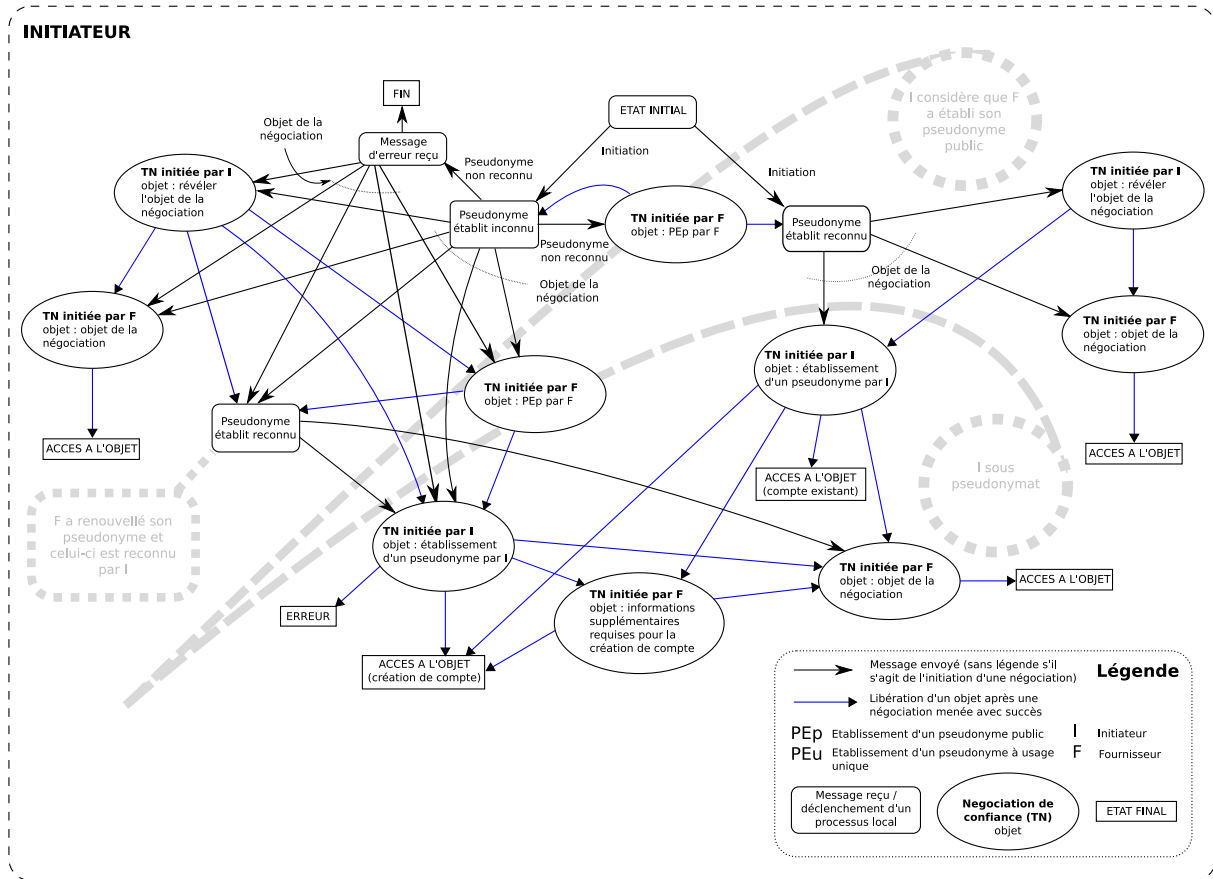 INITIATEUR
FIN
ETAT INITIAL
I considère que F
a établi son
pseudonyme
public
Objet de la
négociation
Message
d'erreur reçu
Pseudonyme
non reconnu
Initiation
Initiation
TN initiée par I
objet : révéler
l'objet de la
négociation
TN initiée par I
objet : révéler
l'objet de la
négociation
Pseudonyme
établit inconnu
TN initiée par F
objet : PEp par F
Pseudonyme
établit reconnu
Pseudonyme
non reconnu
Objet de la
négociation
Objet de la
négociation
TN initiée par F
objet : objet de la
négociation
TN initiée par F
objet : objet de la
négociation
TN initiée par I
objet : établissement
d'un pseudonyme par I
TN initiée par F
objet : PEp par F
Pseudonyme
établit reconnu
ACCES A L'OBJET
ACCES A L'OBJET
ACCES A L'OBJET
(compte existant)
I sous
pseudonymat
F a renouvellé son
pseudonyme et
celui-ci est reconnu
par I
TN initiée par I
objet : établissement
d'un pseudonyme par I
TN initiée par F
objet : objet de la
négociation
ACCES A L'OBJET
ERREUR
TN initiée par F
objet : informations
supplémentaires
requises pour la
création de compte
ACCES A L'OBJET
(création de compte)
Légende
Message envoyé (sans légende s'il
s'agit de l'initiation d'une négociation)
Libération d'un objet après une
négociation menée avec succès
PEp Etablissement d'un pseudonyme public
I Initiateur
PEu Etablissement d'un pseudonyme à usage
unique
F Fournisseur
Message reçu /
déclenchement d'un
processus local
Negociation de
confiance (TN)
objet
ETAT FINAL